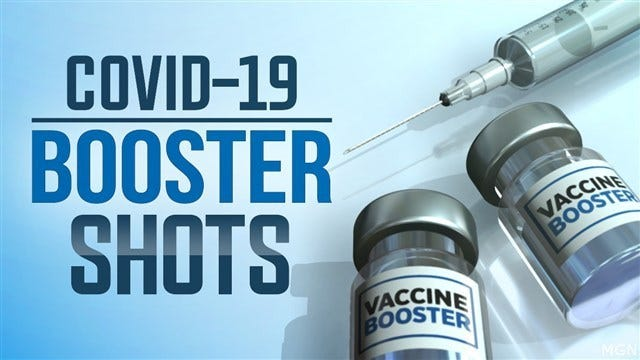 COVID-19
BOOSTER
SHOTS
VACCINE
BOOSTER
VACCINE
BOOSTER
MGN